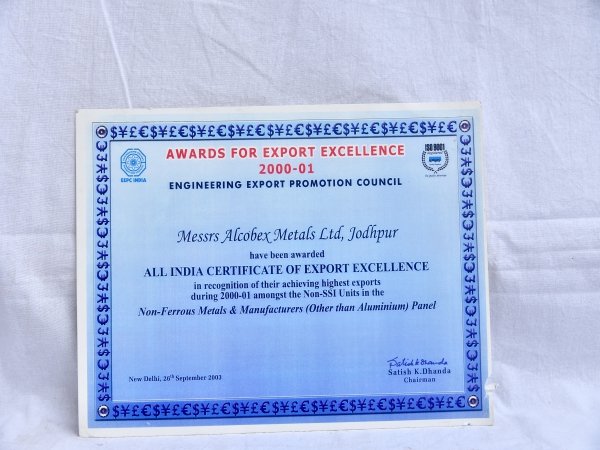 $¥£€$¥£€$¥£€$¥£€$¥£€$¥£€$¥£€$¥£€
AWARDS FOR EXPORT EXCELLENCE
2000-01
ENGINEERING EXPORT PROMOTION COUNCIL
EEPC INDIA
ISO 9001
Messrs Alcobex Metals Ltd, Jodhpur
have been awarded
ALL INDIA CERTIFICATE OF EXPORT EXCELLENCE
in recognition of their achieving highest exports
during 2000-01 amongst the Non-SSI Units in the
Non-Ferrous Metals & Manufacturers (Other than Aluminium) Panel
Satish K Dhanda
Satish K.Dhanda
Chairman
New Delhi, 26th September 2003